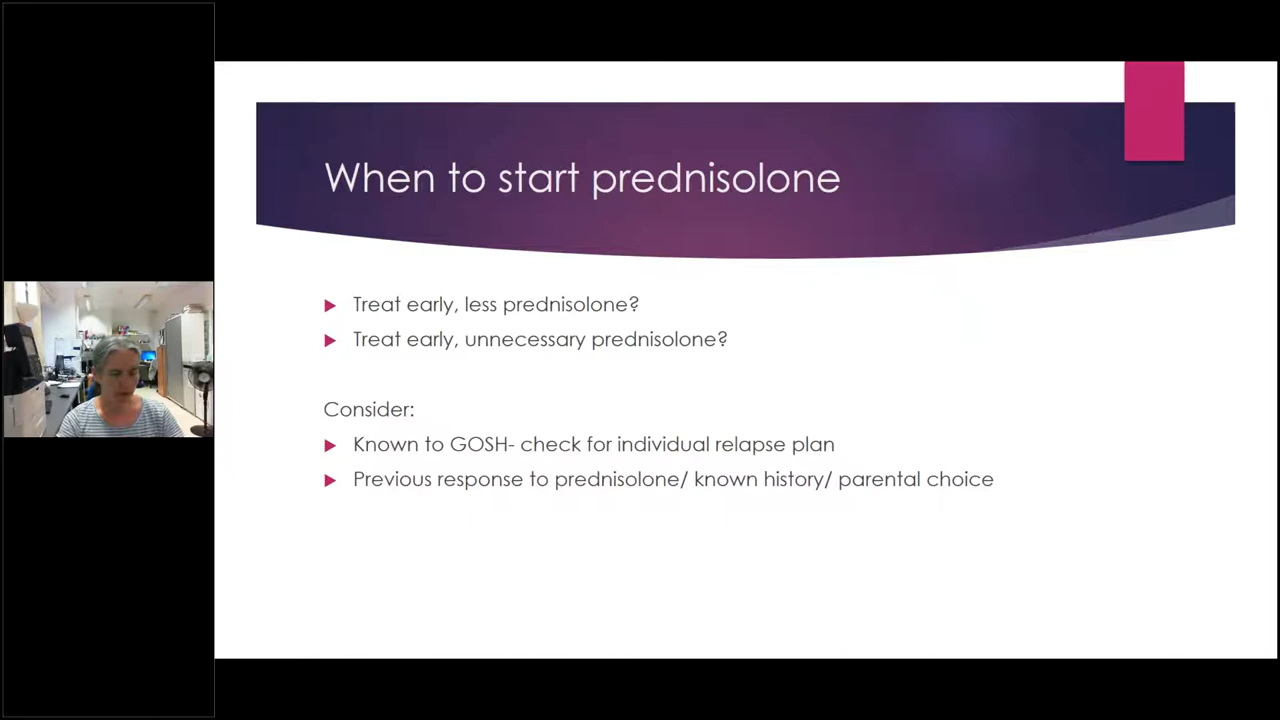 When to start prednisolone
Treat early, less prednisolone?
Treat early, unnecessary prednisolone?
Consider:
Known to GOSH- check for individual relapse plan
Previous response to prednisolone/ known history/ parental choice